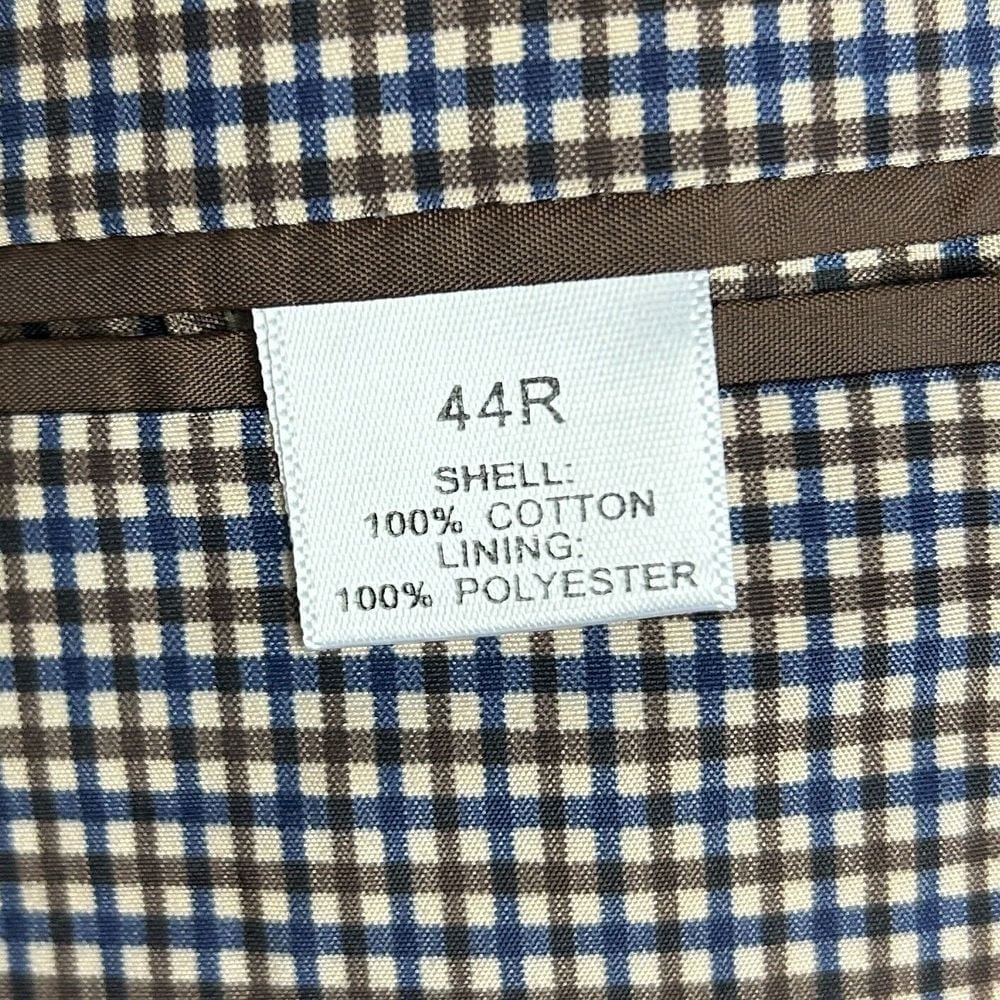 44R
SHELL:
100% COTTON
LINING:
100% POLYESTER